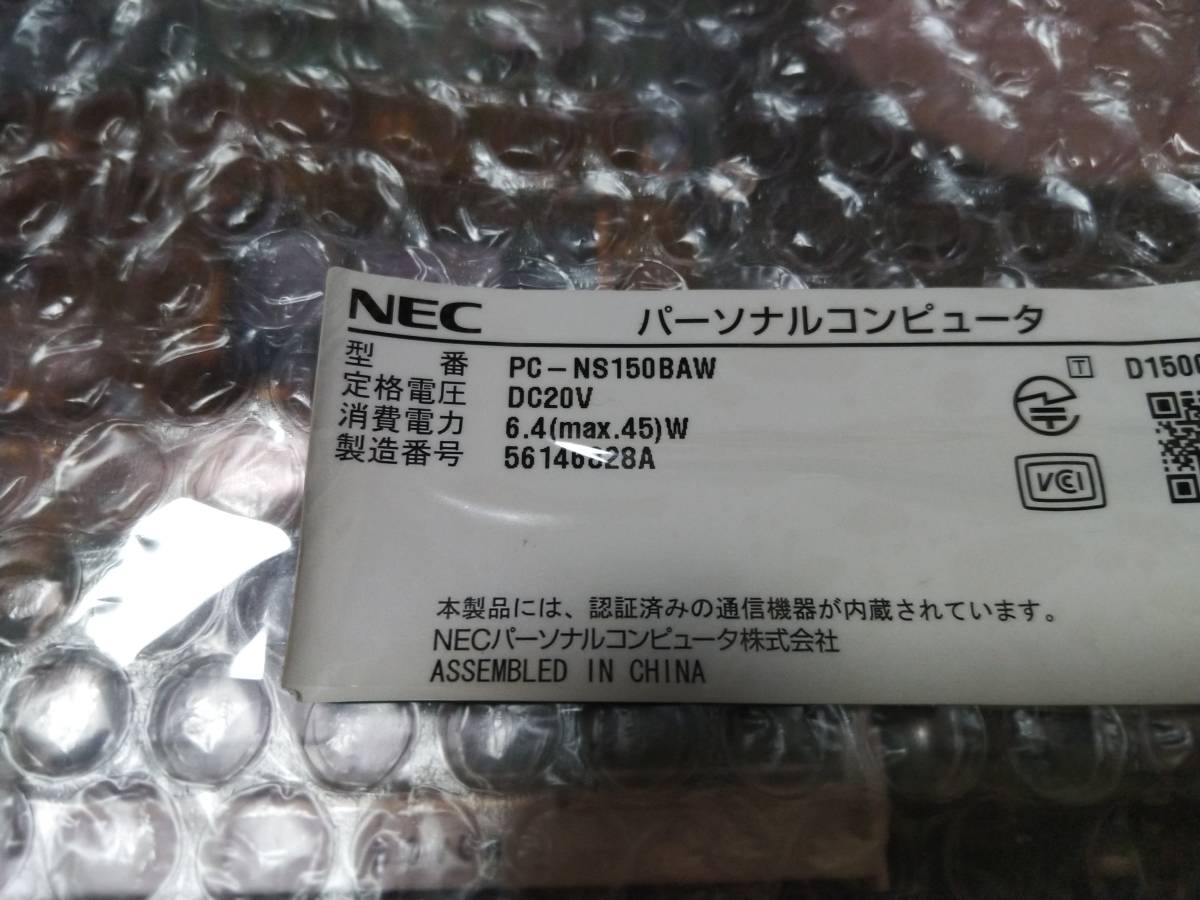 NEC パーソナルコンピュータ
型 番 PC-NS150BAW
定格電圧 DC20V
消費電力 6.4(max.45)W
製造番号
T D150
VCCI
本製品には、認証済みの通信機器が内蔵されています。
NECパーソナルコンピュータ株式会社
ASSEMBLED IN CHINA